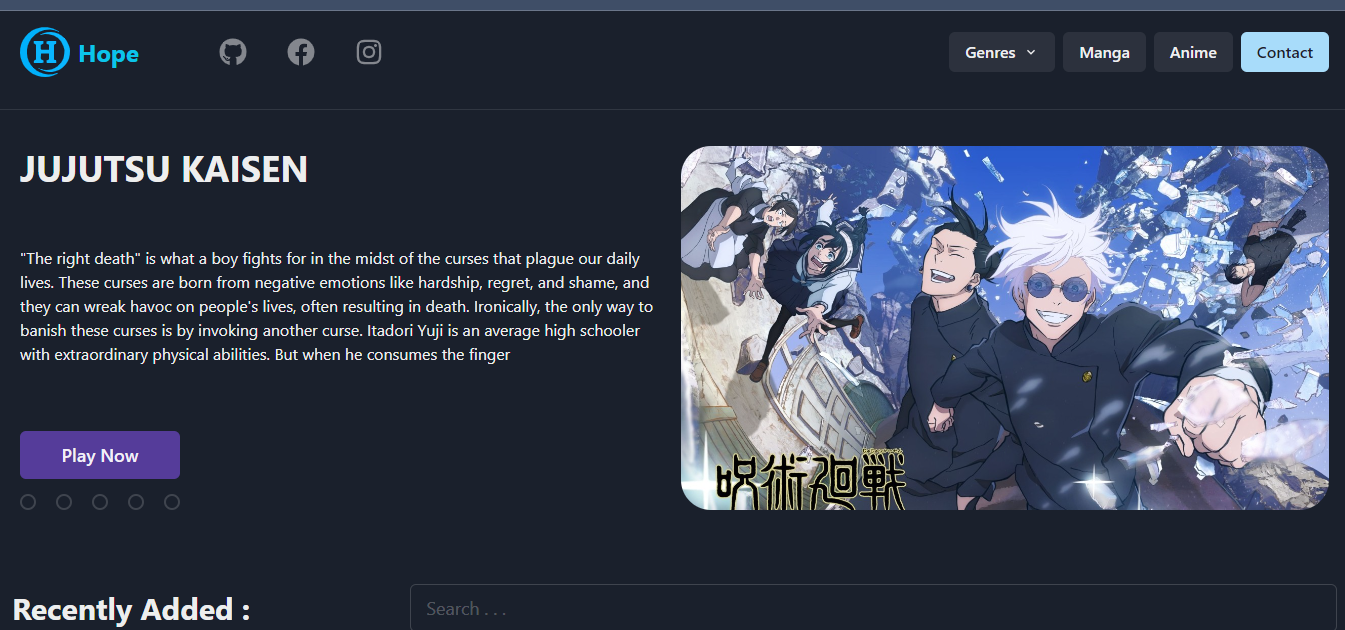 H Hope
Genres
Manga
Anime
Contact
JUJUTSU KAISEN
"The right death" is what a boy fights for in the midst of the curses that plague our daily
lives. These curses are born from negative emotions like hardship, regret, and shame, and
they can wreak havoc on people's lives, often resulting in death. Ironically, the only way to
banish these curses is by invoking another curse. Itadori Yuji is an average high schooler
with extraordinary physical abilities. But when he consumes the finger
呪術廻戦
Play Now
Recently Added :
Search . . .